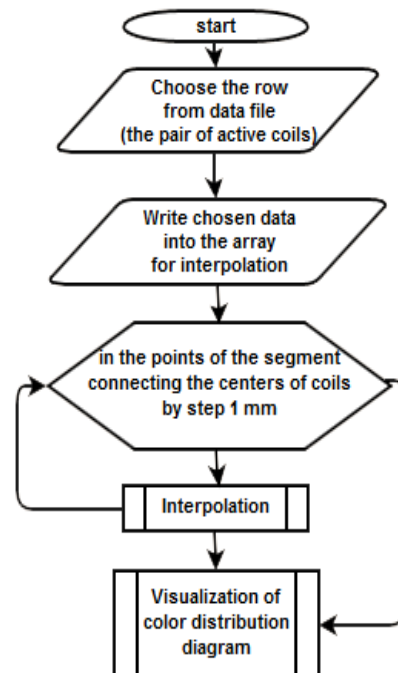 start
Choose the row
from data file
(the pair of active coils)
Write chosen data
into the array
for interpolation
in the points of the segment
connecting the centers of coils
by step 1 mm
Interpolation
Visualization of
color distribution
diagram